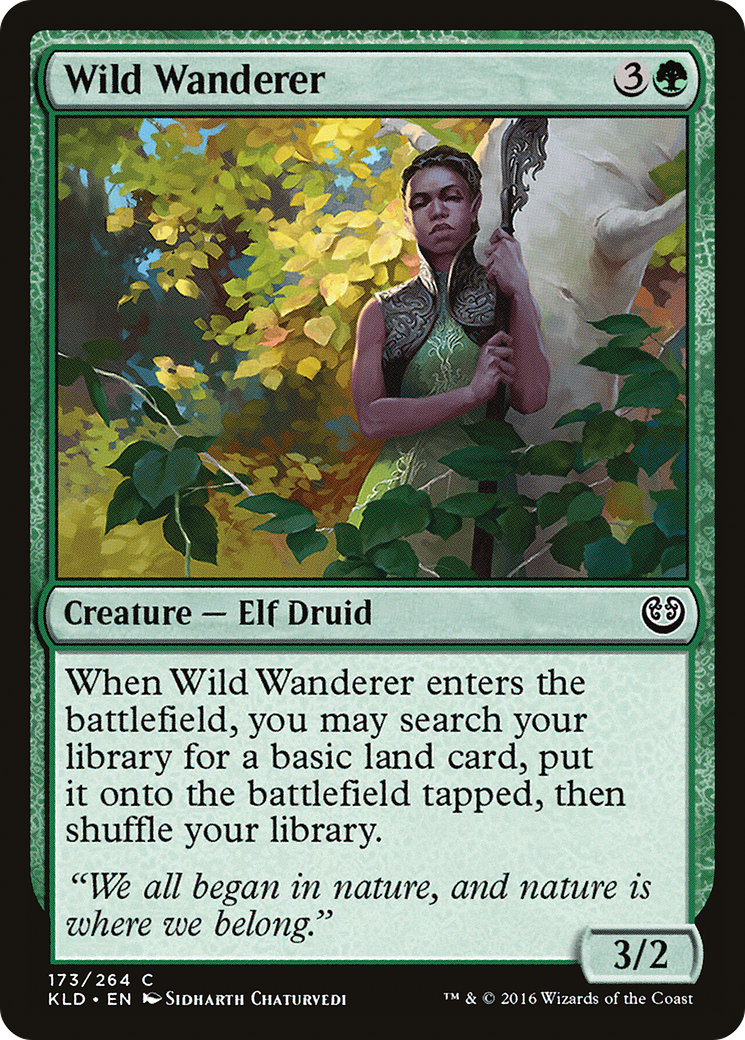 Wild Wanderer 3
Creature — Elf Druid
When Wild Wanderer enters the
battlefield, you may search your
library for a basic land card, put
it onto the battlefield tapped, then
shuffle your library.
“We all began in nature, and nature is
where we belong.”
3/2
173/264 C
KLD • EN Sidharth Chaturvedi ™ & © 2016 Wizards of the Coast